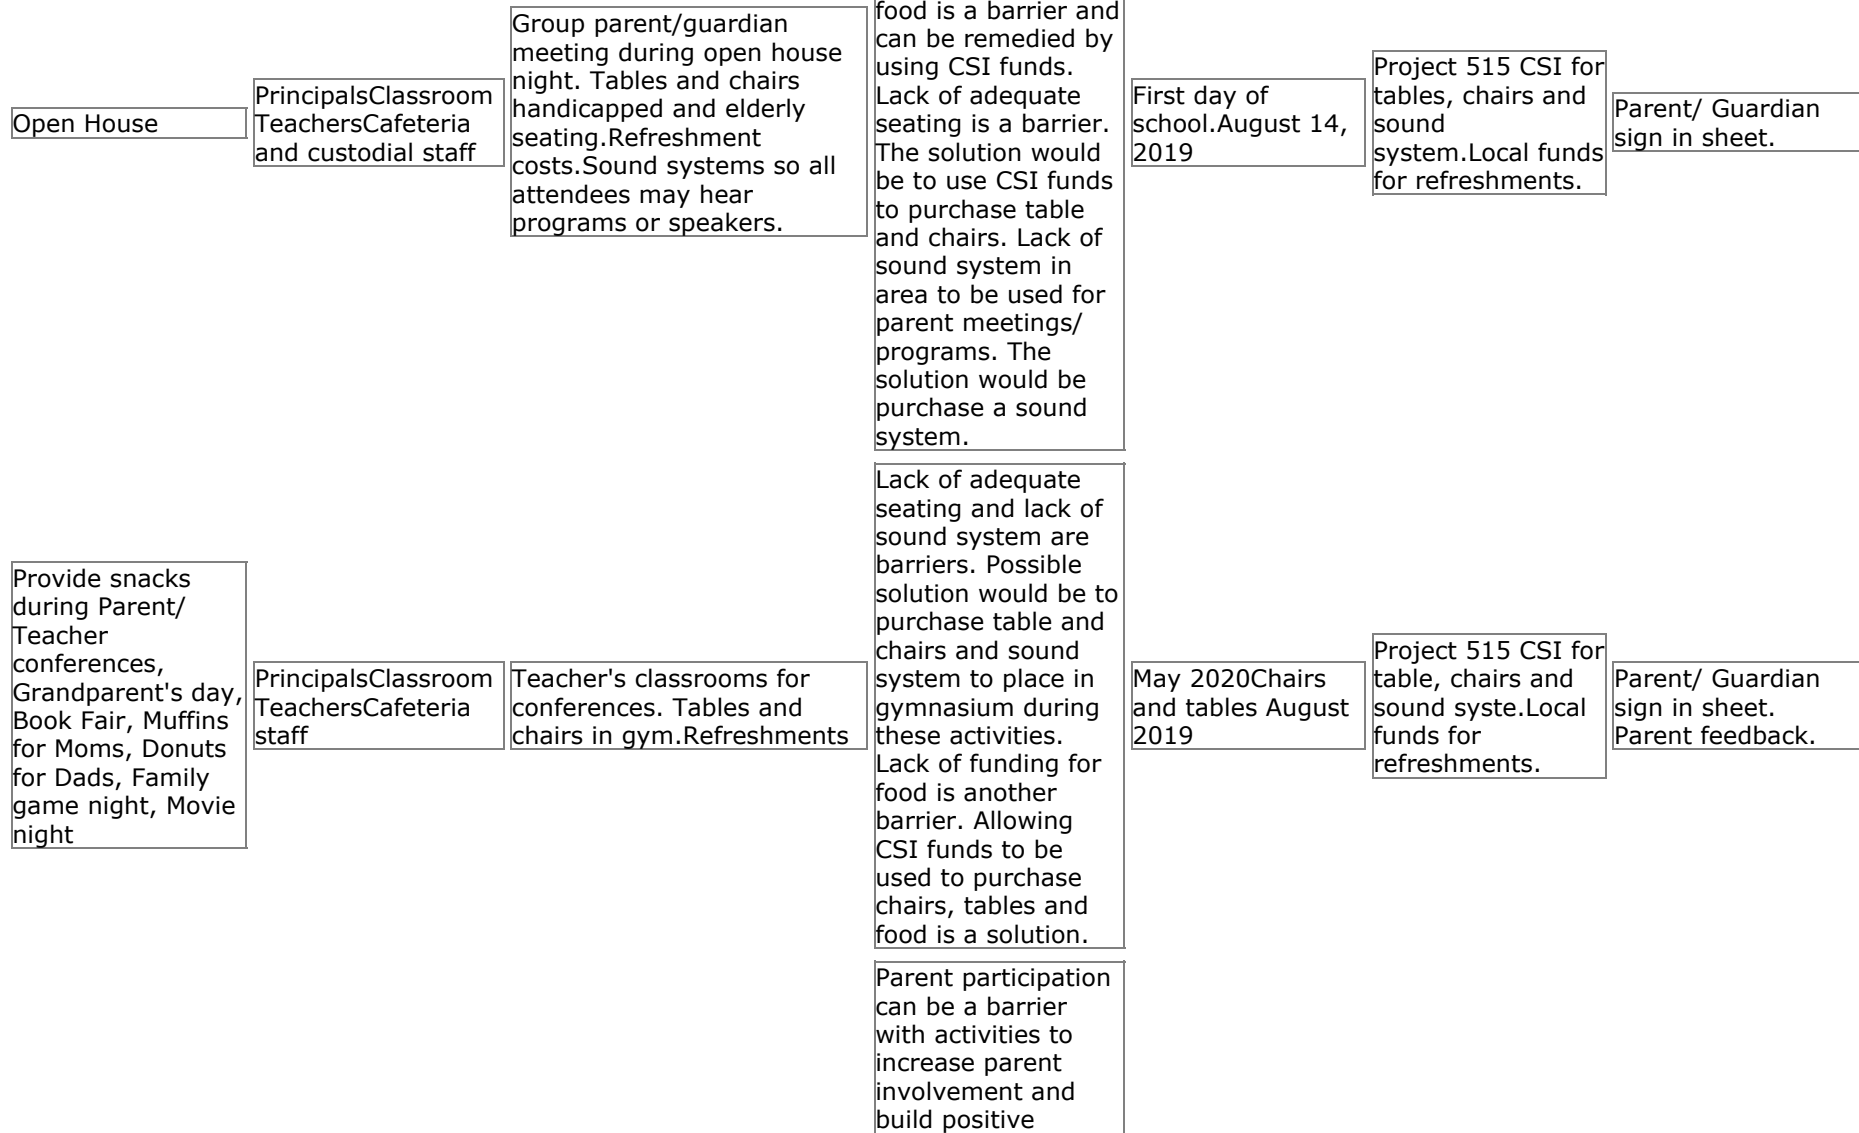 Open House
PrincipalsClassroom
TeachersCafeteria
and custodial staff
Group parent/guardian
meeting during open house
night. Tables and chairs
handicapped and elderly
seating.Refreshment
costs.Sound systems so all
attendees may hear
programs or speakers.
food is a barrier and
can be remedied by
using CSI funds.
Lack of adequate
seating is a barrier.
The solution would
be to use CSI funds
to purchase table
and chairs. Lack of
sound system in
area to be used for
parent meetings/
programs. The
solution would be
purchase a sound
system.
First day of
school.August 14,
2019
Project 515 CSI for
tables, chairs and
sound
system.Local funds
for refreshments.
Parent/ Guardian
sign in sheet.
Provide snacks
during Parent/
Teacher
conferences,
Grandparent's day,
Book Fair, Muffins
for Moms, Donuts
for Dads, Family
game night, Movie
night
PrincipalsClassroom
TeachersCafeteria
staff
Teacher's classrooms for
conferences. Tables and
chairs in gym.Refreshments
Lack of adequate
seating and lack of
sound system are
barriers. Possible
solution would be to
purchase table and
chairs and sound
system to place in
gymnasium during
these activities.
Lack of funding for
food is another
barrier. Allowing
CSI funds to be
used to purchase
chairs, tables and
food is a solution.
May 2020Chairs
and tables August
2019
Project 515 CSI for
table, chairs and
sound syste.Local
funds for
refreshments.
Parent/ Guardian
sign in sheet.
Parent feedback.
Parent participation
can be a barrier
with activities to
increase parent
involvement and
build positive